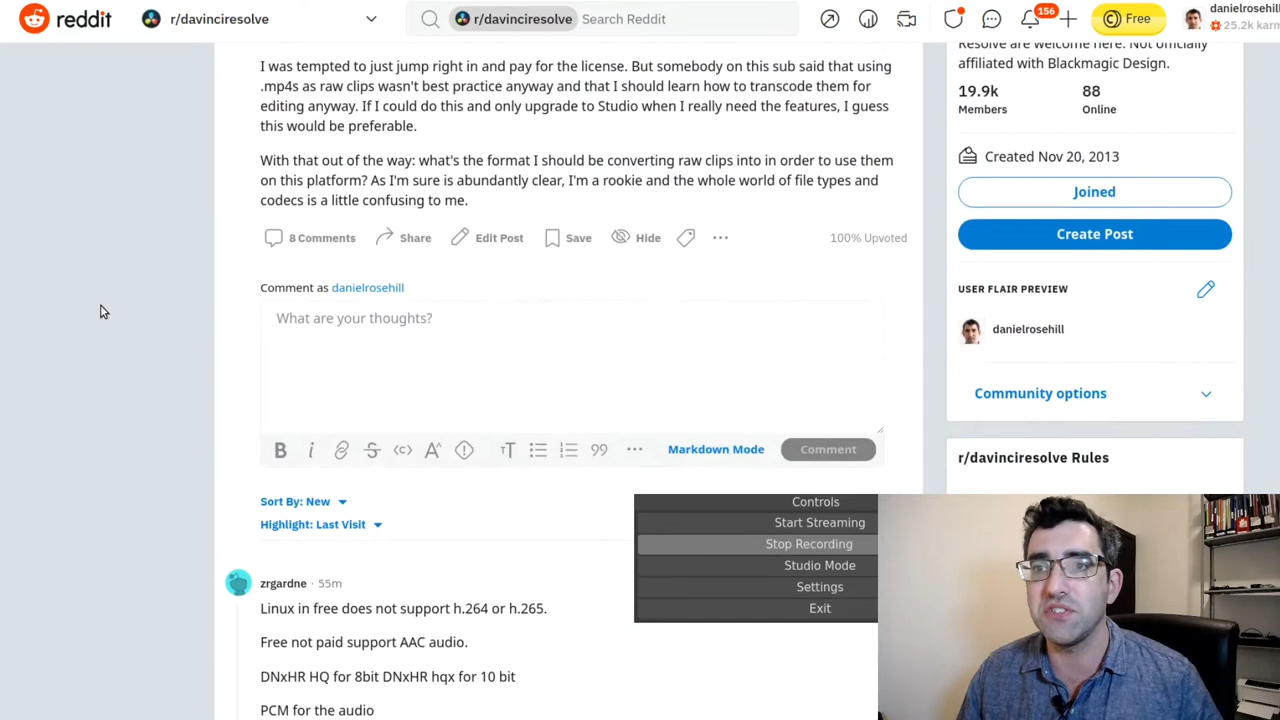 reddit
r/davinciresolve
r/davinciresolve
Search Reddit
156
Free
danielrosehill
25.2k karm
I was tempted to just jump right in and pay for the license. But somebody on this sub said that using
.mp4s as raw clips wasn't best practice anyway and that I should learn how to transcode them for
editing anyway. If I could do this and only upgrade to Studio when I really need the features, I guess
this would be preferable.
With that out of the way: what's the format I should be converting raw clips into in order to use them
on this platform? As I'm sure is abundantly clear, I'm a rookie and the whole world of file types and
codecs is a little confusing to me.
8 Comments
Share
Edit Post
Save
Hide
100% Upvoted
Comment as danielrosehill
What are your thoughts?
Markdown Mode
Comment
Sort By: New
Highlight: Last Visit
zrgardne · 55m
Linux in free does not support h.264 or h.265.
Free not paid support AAC audio.
DNxHR HQ for 8bit DNxHR hqx for 10 bit
PCM for the audio
Resolve are welcome here. Not officially
affiliated with Blackmagic Design.
19.9k
Members
88
Online
Created Nov 20, 2013
Joined
Create Post
USER FLAIR PREVIEW
danielrosehill
Community options
r/davinciresolve Rules
Controls
Start Streaming
Stop Recording
Studio Mode
Settings
Exit